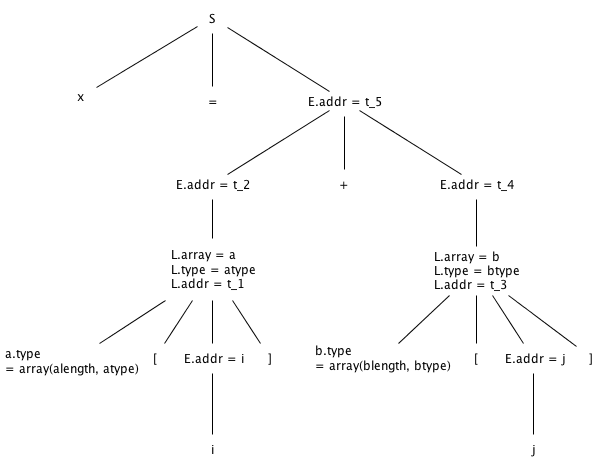 S
x
=
E.addr = t_5
E.addr = t_2
+
E.addr = t_4
L.array = a
L.type = atype
L.addr = t_1
L.array = b
L.type = btype
L.addr = t_3
a.type
= array(alength, atype)
[
E.addr = i
]
b.type
= array(blength, btype)
[
E.addr = j
]
i
j